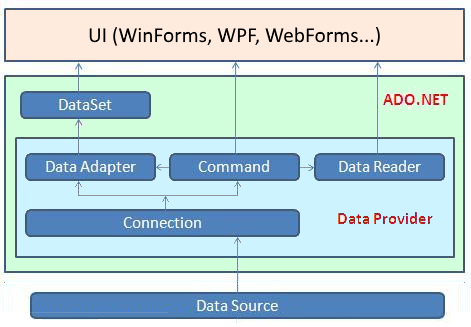 UI (WinForms, WPF, WebForms...)
ADO.NET
DataSet
Data Adapter
Command
Data Reader
Connection
Data Provider
Data Source